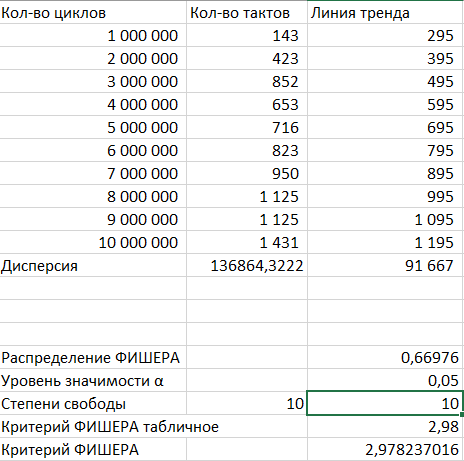 Кол-во циклов Кол-во тактов Линия тренда
1 000 000 143 295
2 000 000 423 395
3 000 000 852 495
4 000 000 653 595
5 000 000 716 695
6 000 000 823 795
7 000 000 950 895
8 000 000 1 125 995
9 000 000 1 125 1 095
10 000 000 1 431 1 195
Дисперсия 136864,3222 91 667
Распределение ФИШЕРА 0,66976
Уровень значимости α 0,05
Степени свободы 10 10
Критерий ФИШЕРА табличное 2,98
Критерий ФИШЕРА 2,978237016